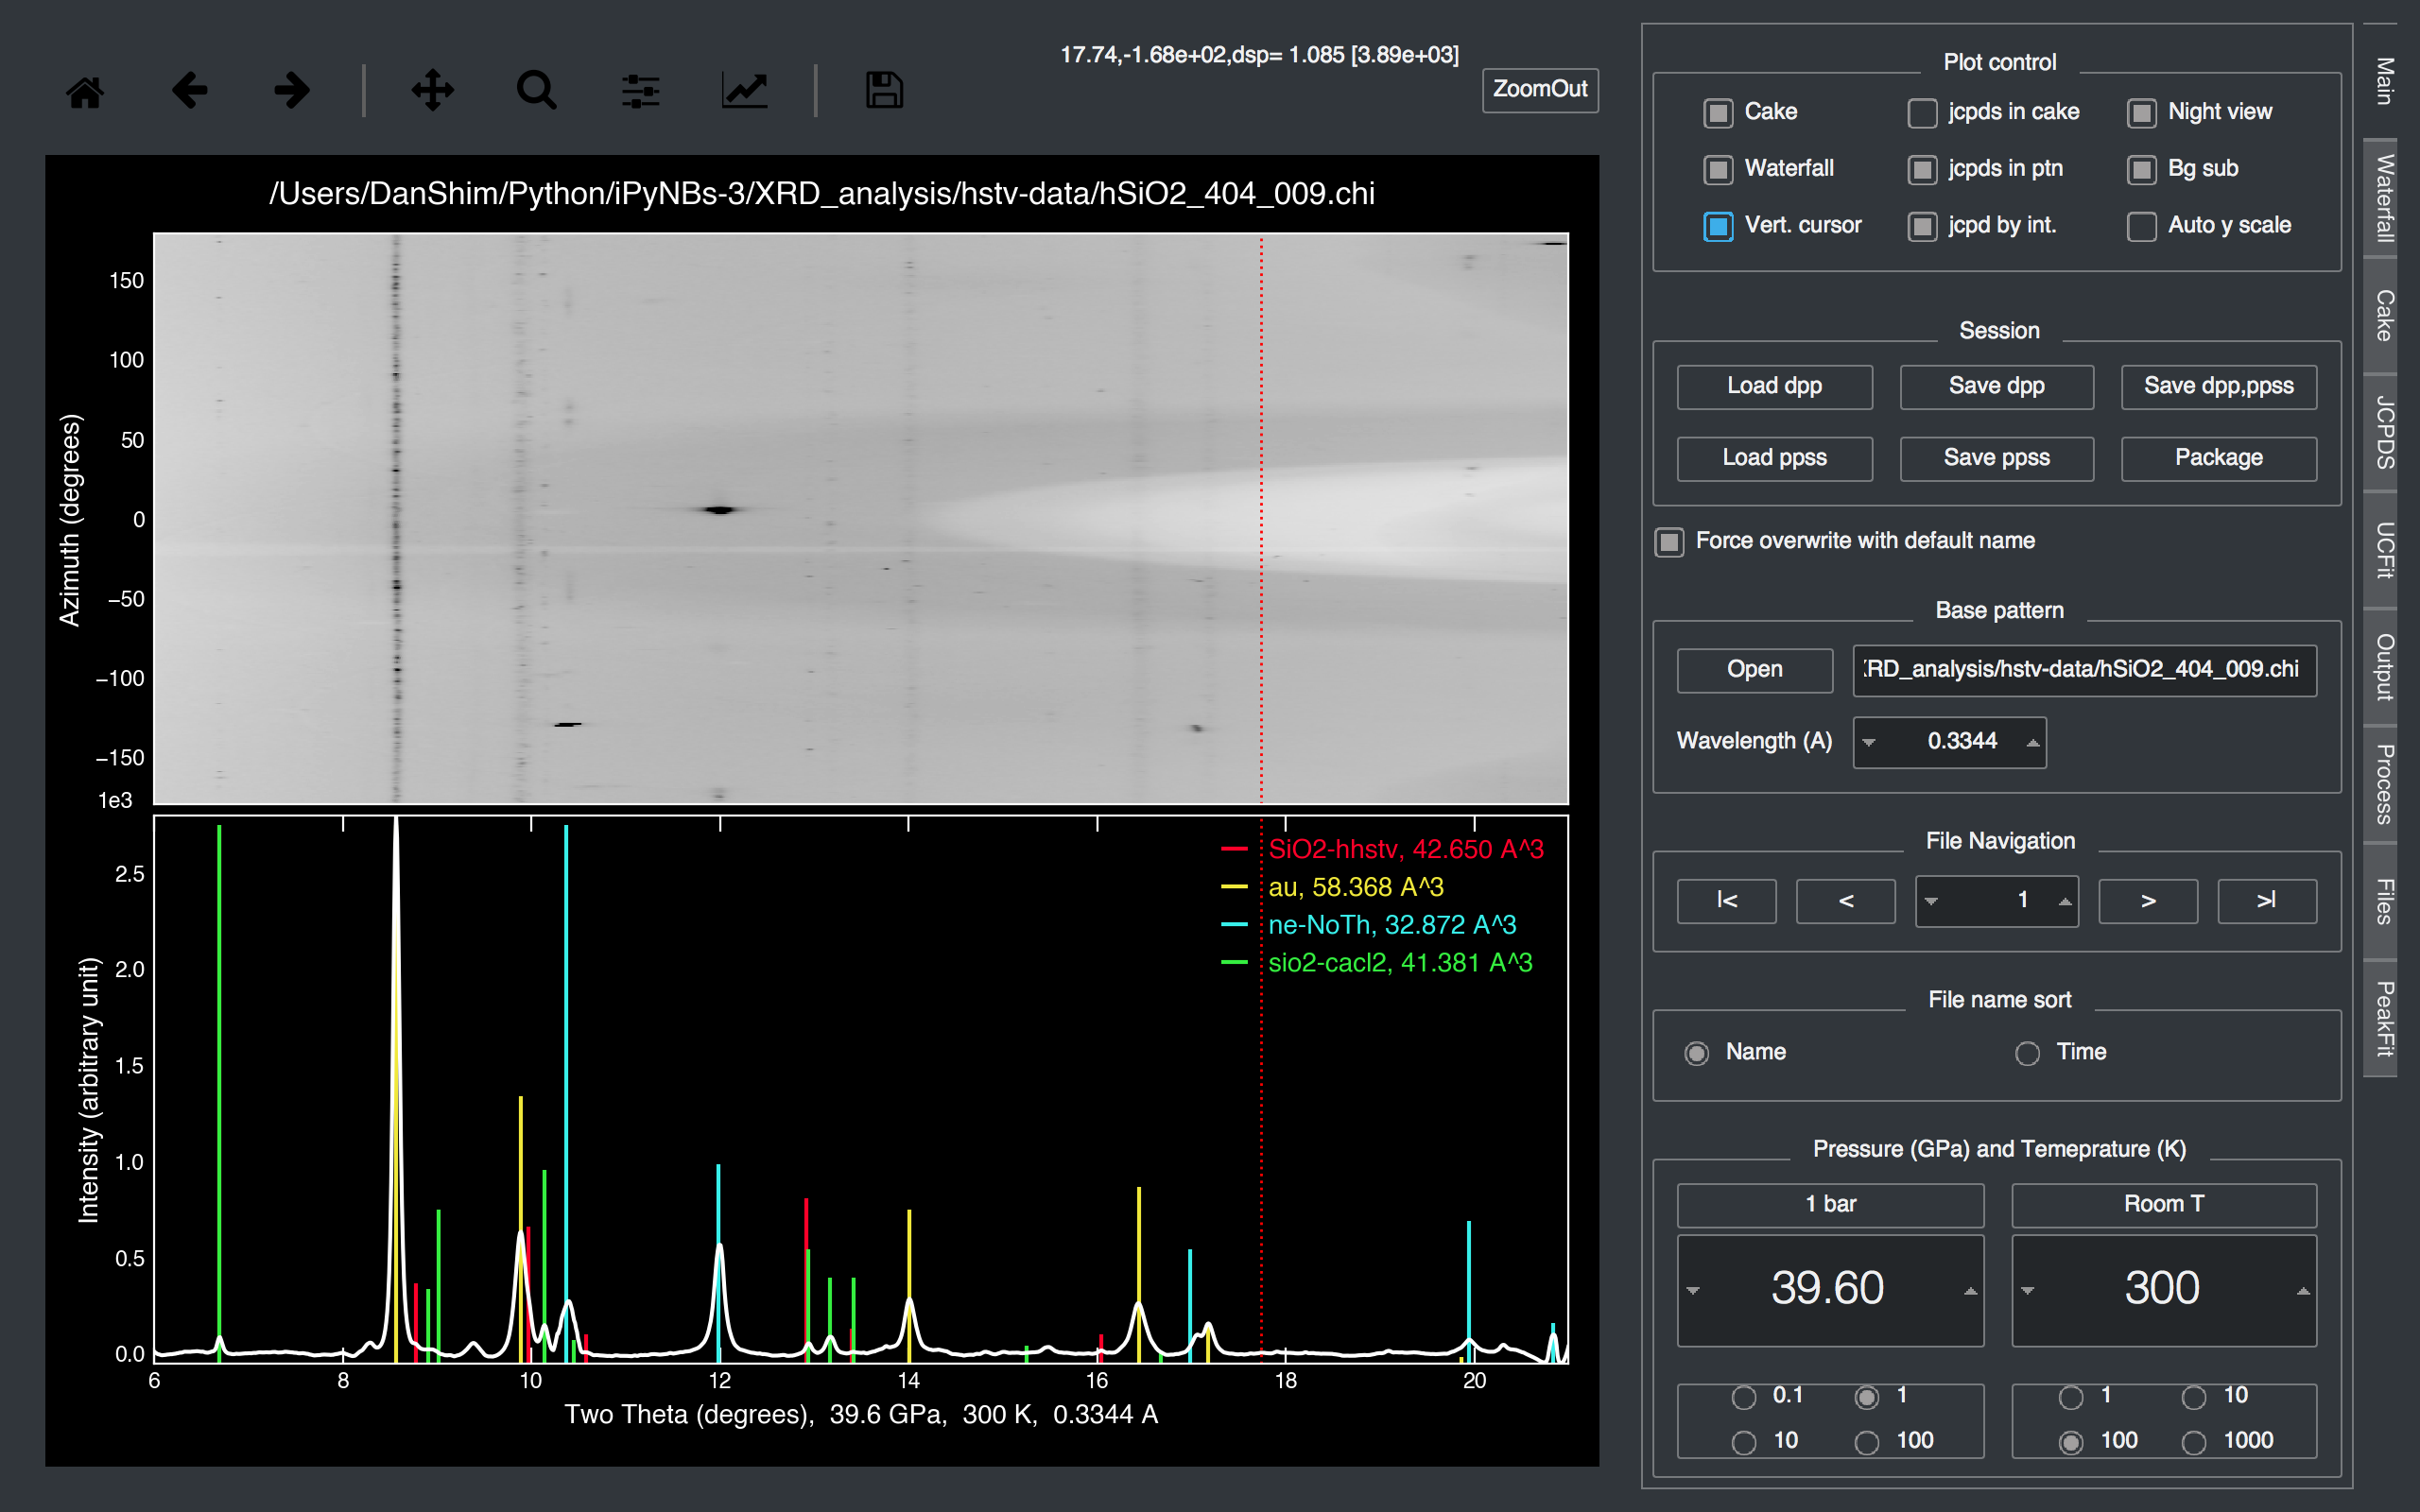 17.74,-1.68e+02,dsp= 1.085 [3.89e+03]
ZoomOut
/Users/DanShim/Python/iPyNBs-3/XRD_analysis/hstv-data/hSiO2_404_009.chi
Azimuth (degrees)
150
100
50
0
−50
−100
−150
1e3
Intensity (arbitrary unit)
2.5
2.0
1.5
1.0
0.5
0.0
SiO2-hhstv, 42.650 A^3
au, 58.368 A^3
ne-NoTh, 32.872 A^3
sio2-cacl2, 41.381 A^3
6 8 10 12 14 16 18 20
Two Theta (degrees), 39.6 GPa, 300 K, 0.3344 A
Plot control
Cake jcpds in cake Night view
Waterfall jcpds in ptn Bg sub
Vert. cursor jcpd by int. Auto y scale
Session
Load dpp Save dpp Save dpp,ppss
Load ppss Save ppss Package
Force overwrite with default name
Base pattern
Open RD_analysis/hstv-data/hSiO2_404_009.chi
Wavelength (A) 0.3344
File Navigation
|< < 1 > >|
File name sort
Name Time
Pressure (GPa) and Temeprature (K)
1 bar Room T
39.60 300
0.1 1 1 10
10 100 100 1000
Main
Waterfall
Cake
JCPDS
UCFit
Output
Process
Files
PeakFit